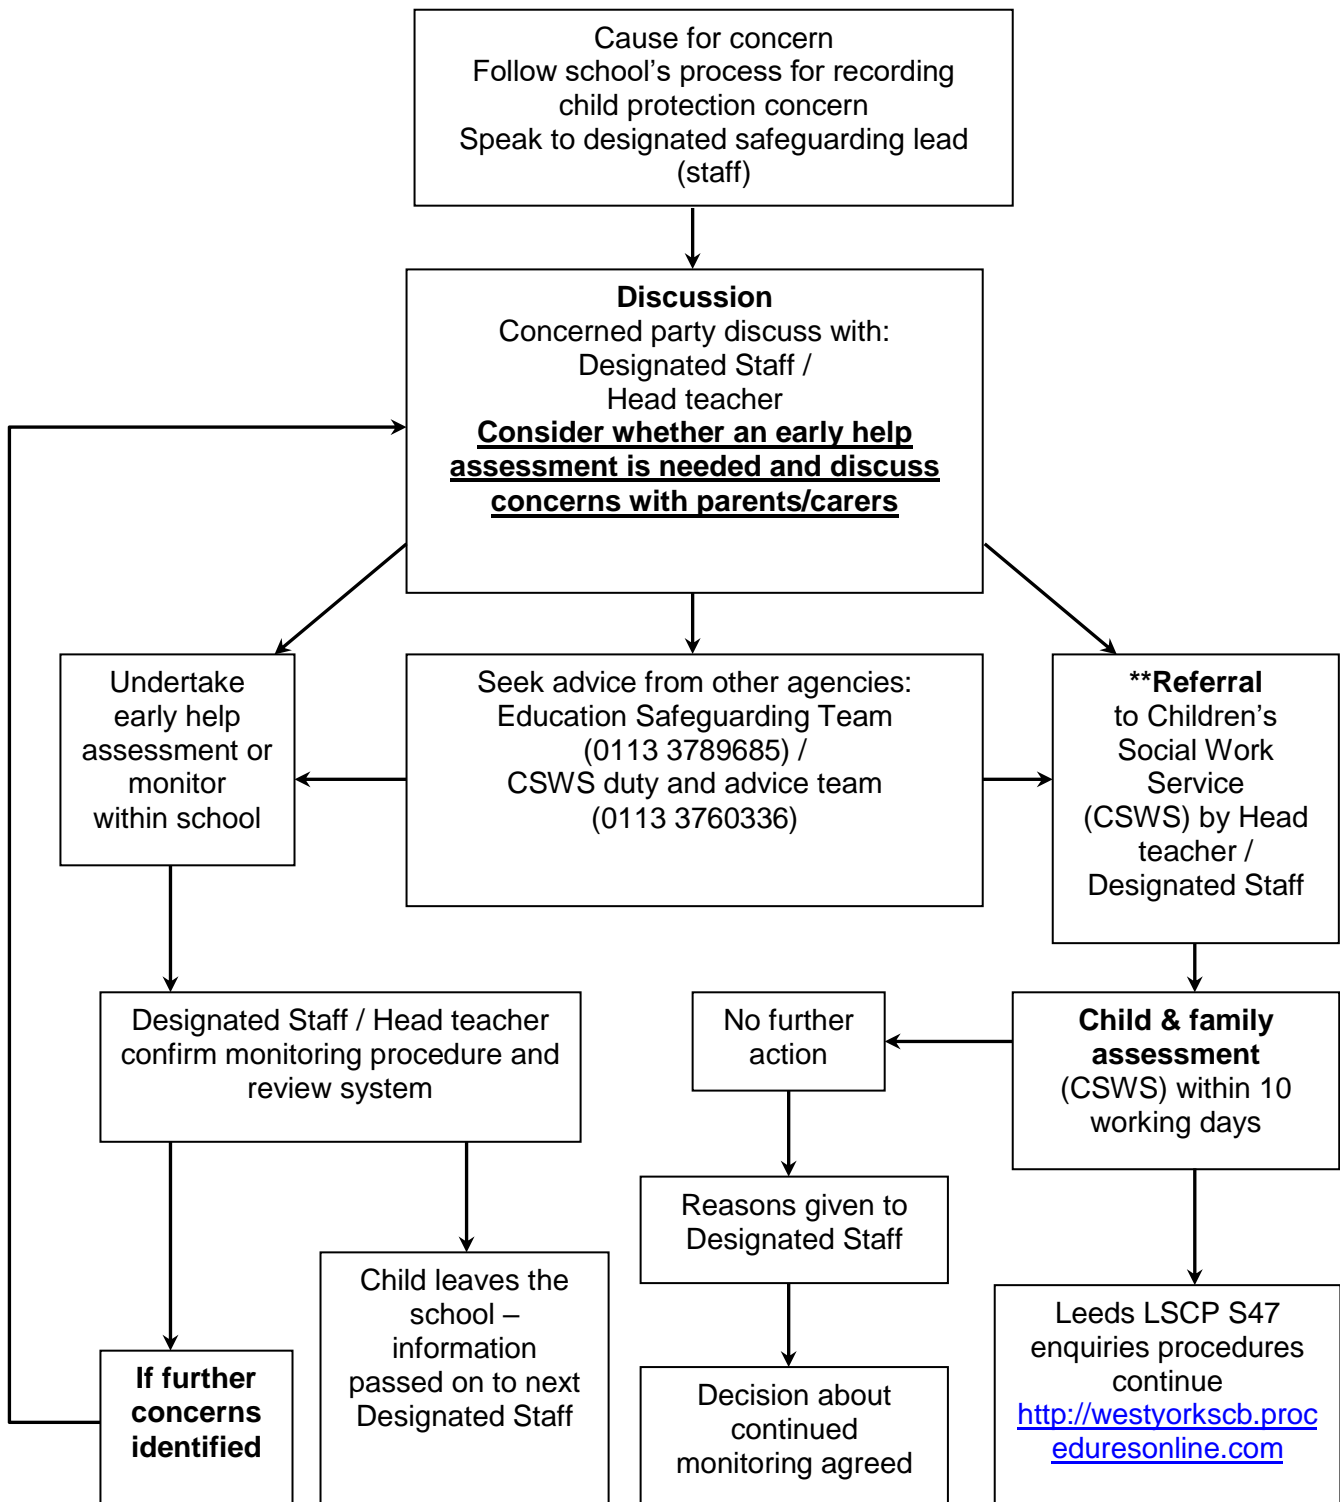 Cause for concern
Follow school’s process for recording
child protection concern
Speak to designated safeguarding lead
(staff)
Discussion
Concerned party discuss with:
Designated Staff /
Head teacher
Consider whether an early help
assessment is needed and discuss
concerns with parents/carers
Undertake
early help
assessment or
monitor
within school
Seek advice from other agencies:
Education Safeguarding Team
(0113 3789685) /
CSWS duty and advice team
(0113 3760336)
**Referral
to Children’s
Social Work
Service
(CSWS) by Head
teacher /
Designated Staff
Designated Staff / Head teacher
confirm monitoring procedure and
review system
No further
action
Child & family
assessment
(CSWS) within 10
working days
Reasons given to
Designated Staff
If further
concerns
identified
Child leaves the
school –
information
passed on to next
Designated Staff
Decision about
continued
monitoring agreed
Leeds LSCP S47
enquiries procedures
continue
http://westyorkscb.proc
eduresonline.com